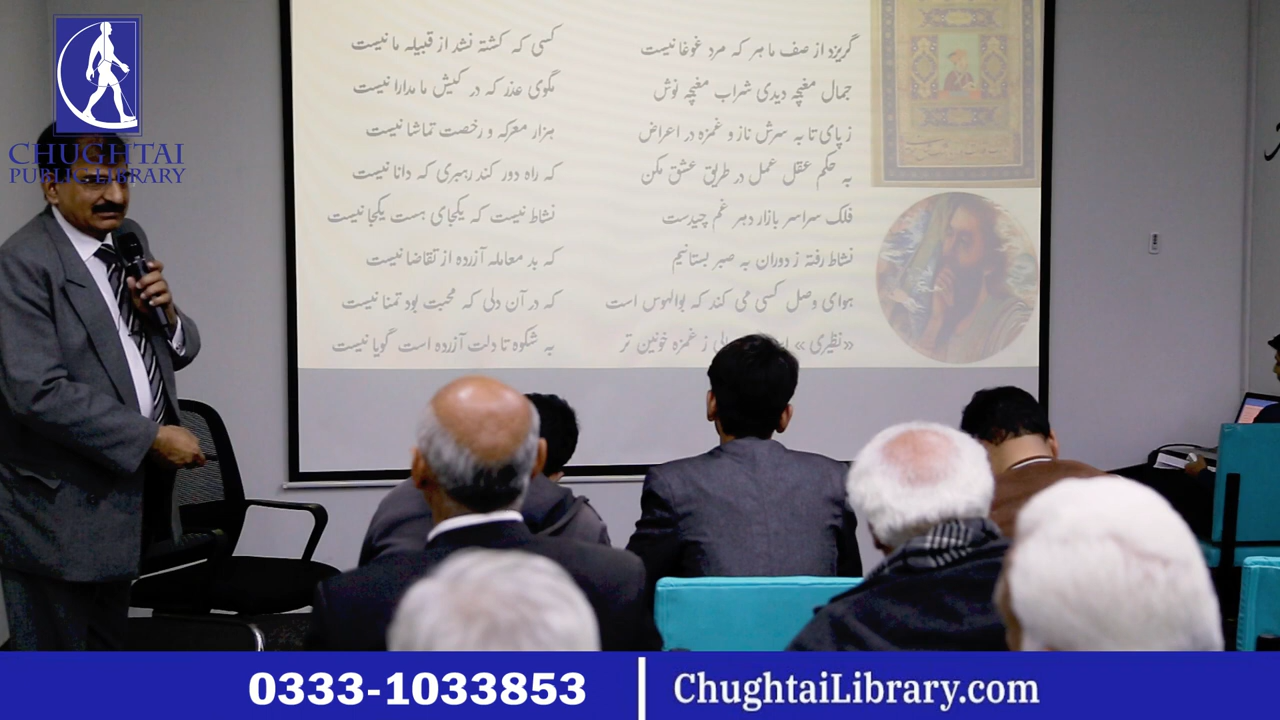 CHUGHTAI
PUBLIC LIBRARY
گریزد از صف ما هر که مرد غوغا نیست کسی که کشته نشد از قبیله ما نیست
جمال مغبچه دیدی شراب مغبچه نوش مگوی عذر که در کیش ما مدارا نیست
ز پای تا به سرش ناز و غمزه در اعراض هزار معرکه و رخصت تماشا نیست
به حکم عقل عمل در طریق عشق مکن که راه دور کند رهبری که دانا نیست
فلک سراسر بازار دهر غم چیدست نشاط نیست که یکجای هست یکجا نیست
نشاط رفته ز دوران به صبر بستانیم که بد معامله آزرده از تقاضا نیست
هوای وصل کسی می کند که بوالهوس است که در آن دلی که محبت بود تمنا نیست
«نظیری» ز غمزه خونین تر به شکوه تا دلت آزرده است گویا نیست
0333-1033853 | ChughtaiLibrary.com